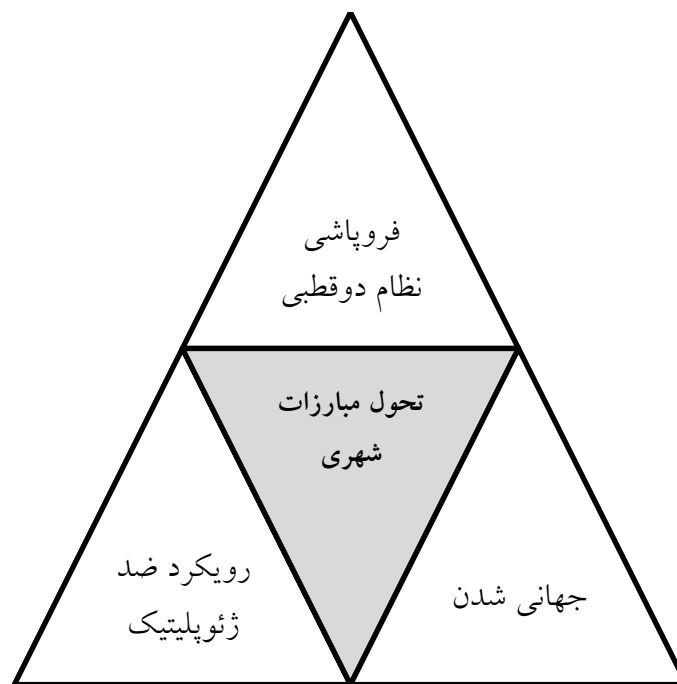 فروپاشی
نظام دوقطبی
تحول مبارزات
شهری
رویکرد ضد
ژئوپلیتیک
جهانی شدن